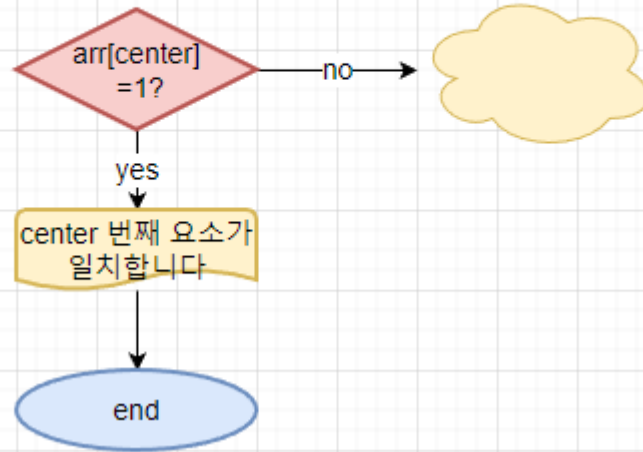 arr[center]
=1?
no
yes
center 번째 요소가
일치합니다
end